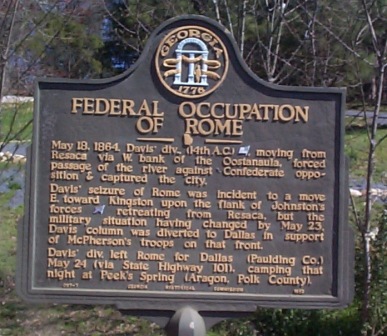 GEORGIA
1776
FEDERAL OCCUPATION
OF ROME
May 18, 1864, Davis' div., (14th A.C.) moving from
Resaca via W. bank of the Oostanaula, forced
passage of the river against Confederate oppo-
sition & captured the city.
Davis' seizure of Rome was incident to a move
E. toward Kingston upon the flank of Johnston's
forces retreating from Resaca, but the
military situation having changed by May 23,
Davis column was diverted to Dallas in support
of McPherson's troops on that front.
Davis' div. left Rome for Dallas (Paulding Co.)
May 24 (via State Highway 101), camping that
night at Peek's Spring (Aragon, Polk County).
GEORGIA HISTORICAL COMMISSION